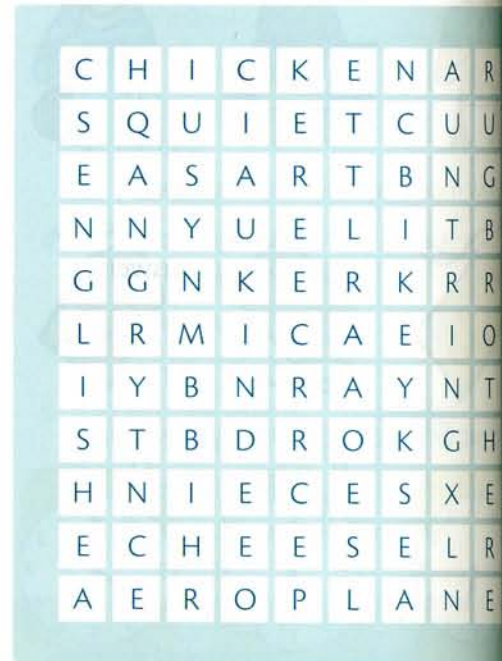 C H I C K E N A R
S Q U I E T C U U
E A S A R T B N G
N N Y U E L I T B
G G N K E R K R R
L R M I C A E I O
I Y B N R A Y N T
S T B D R O K G H
H N I E C E S X E
E C H E E S E L R
A E R O P L A N E